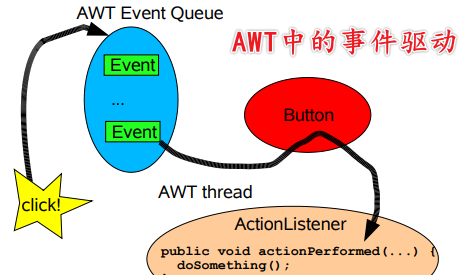 AWT Event Queue
AWT中的事件驱动
Event
...
Event
Button
click!
AWT thread
ActionListener
public void actionPerformed(...) {
doSomething();